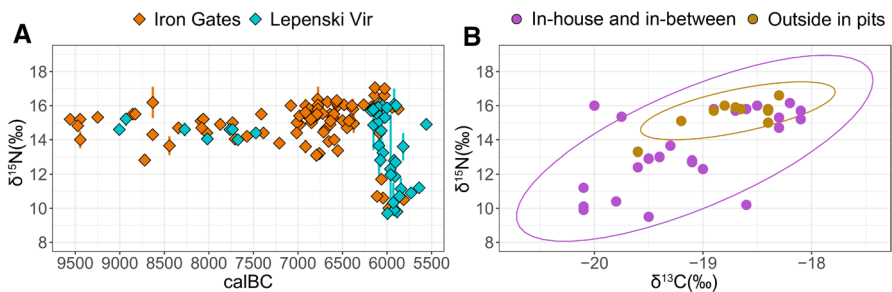 A
Iron Gates
Lepenski Vir
18
16
14
12
10
8
δ¹⁵N(‰)
9500 9000 8500 8000 7500 7000 6500 6000 5500
calBC
B
In-house and in-between
Outside in pits
18
16
14
12
10
8
δ¹⁵N(‰)
−20 −19 −18
δ¹³C(‰)